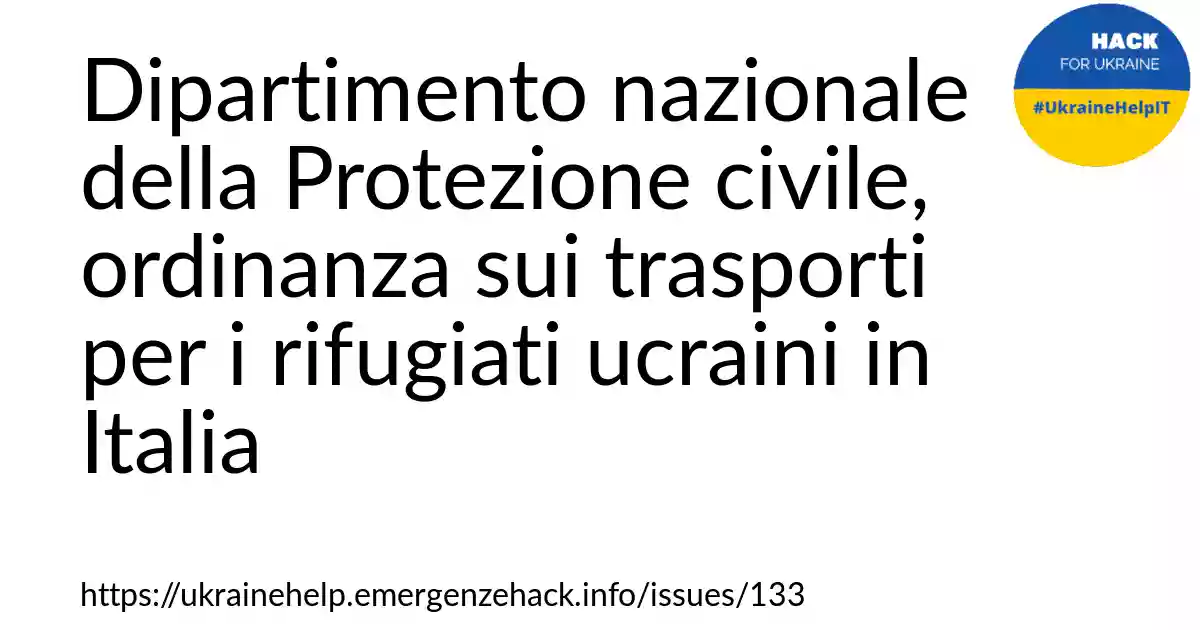 Dipartimento nazionale
della Protezione civile,
ordinanza sui trasporti
per i rifugiati ucraini in
Italia
HACK
FOR UKRAINE
#UkraineHelpIT
https://ukrainehelp.emergenzehack.info/issues/133